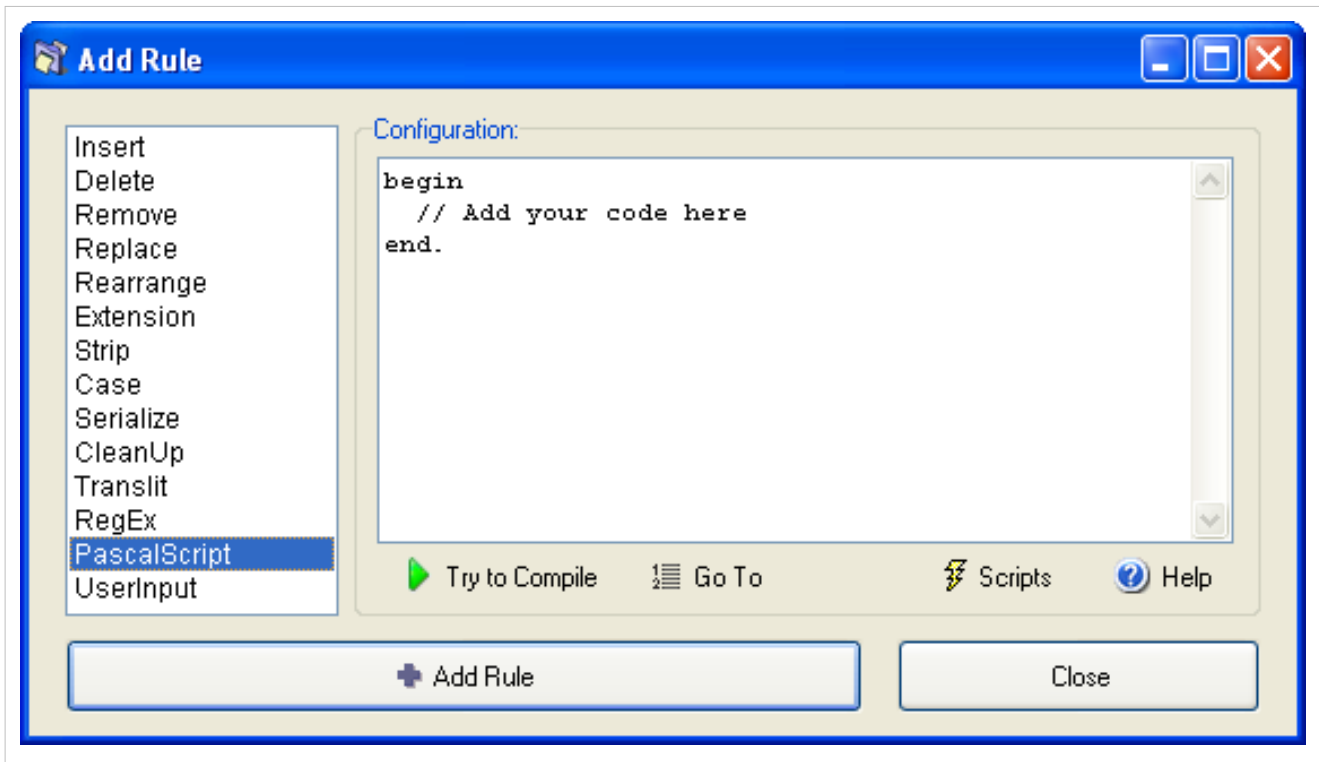 Add Rule
Insert
Delete
Remove
Replace
Rearrange
Extension
Strip
Case
Serialize
CleanUp
Translit
RegEx
PascalScript
UserInput
Configuration:
begin
// Add your code here
end.
Try to Compile
Go To
Scripts
Help
Add Rule
Close